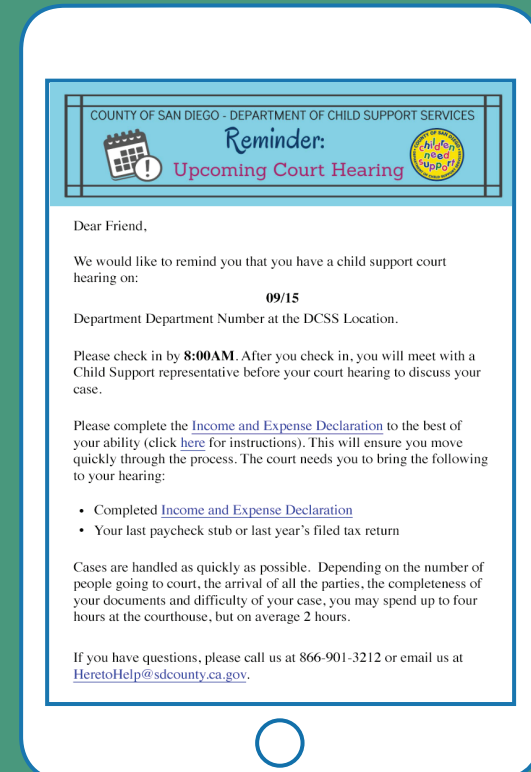 COUNTY OF SAN DIEGO - DEPARTMENT OF CHILD SUPPORT SERVICES
Reminder:
Upcoming Court Hearing
COUNTY OF SAN DIEGO
children
need
support
Dear Friend,
We would like to remind you that you have a child support court
hearing on:
09/15
Department Department Number at the DCSS Location.
Please check in by 8:00AM. After you check in, you will meet with a
Child Support representative before your court hearing to discuss your
case.
Please complete the Income and Expense Declaration to the best of
your ability (click here for instructions). This will ensure you move
quickly through the process. The court needs you to bring the following
to your hearing:
• Completed Income and Expense Declaration
• Your last paycheck stub or last year’s filed tax return
Cases are handled as quickly as possible.  Depending on the number of
people going to court, the arrival of all the parties, the completeness of
your documents and difficulty of your case, you may spend up to four
hours at the courthouse, but on average 2 hours.
If you have questions, please call us at 866-901-3212 or email us at
HeretoHelp@sdcounty.ca.gov.